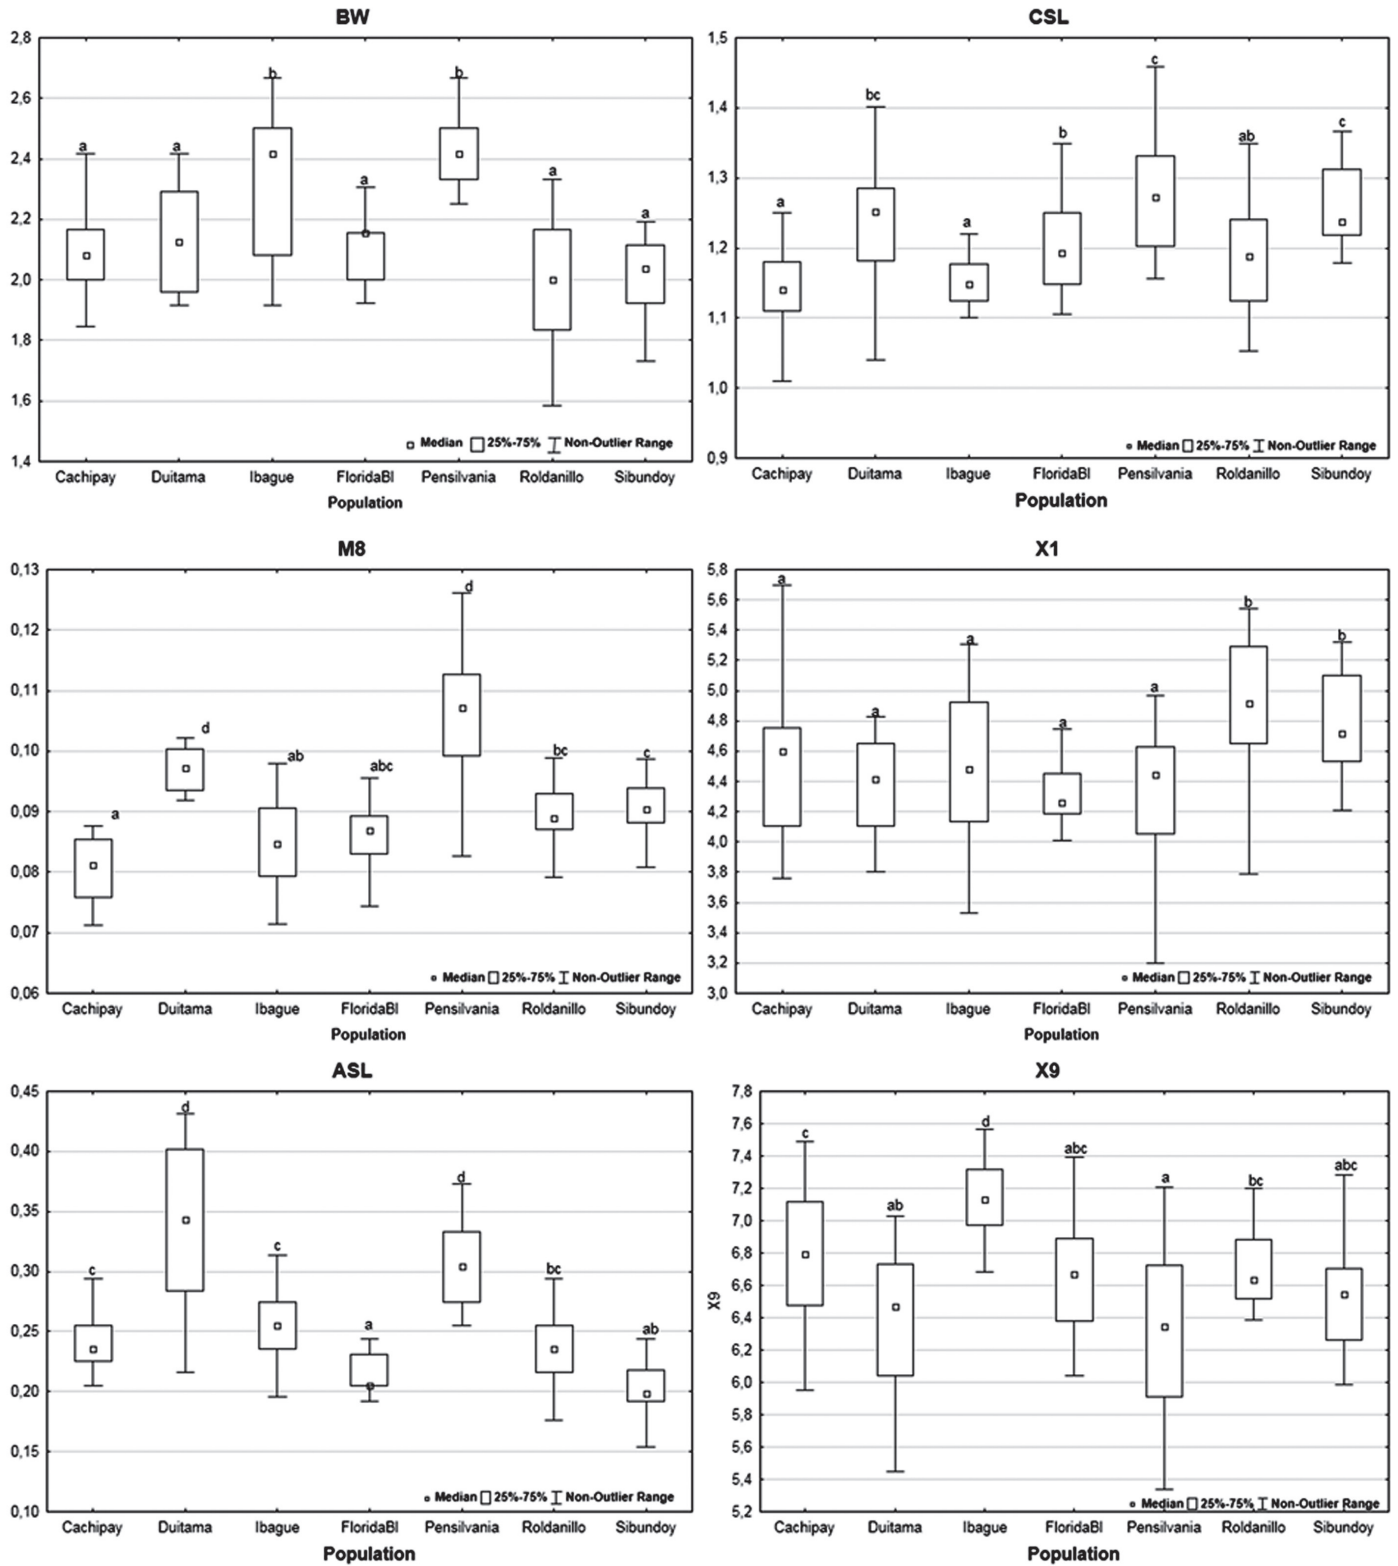 BW
2,8
2,6
2,4
2,2
2,0
1,8
1,6
1,4
a a b a b a a
Median 25%-75% Non-Outlier Range
Cachipay Duitama Ibague FloridaBl Pensilvania Roldanillo Sibundoy
Population
CSL
1,5
1,4
1,3
1,2
1,1
1,0
0,9
a bc a b c ab c
Median 25%-75% Non-Outlier Range
Cachipay Duitama Ibague FloridaBl Pensilvania Roldanillo Sibundoy
Population
M8
0,13
0,12
0,11
0,10
0,09
0,08
0,07
0,06
a d ab abc d bc c
Median 25%-75% Non-Outlier Range
Cachipay Duitama Ibague FloridaBl Pensilvania Roldanillo Sibundoy
Population
X1
5,8
5,6
5,4
5,2
5,0
4,8
4,6
4,4
4,2
4,0
3,8
3,6
3,4
3,2
3,0
a a a a a b b
Median 25%-75% Non-Outlier Range
Cachipay Duitama Ibague FloridaBl Pensilvania Roldanillo Sibundoy
Population
ASL
0,45
0,40
0,35
0,30
0,25
0,20
0,15
0,10
c d c a d bc ab
Median 25%-75% Non-Outlier Range
Cachipay Duitama Ibague FloridaBl Pensilvania Roldanillo Sibundoy
Population
X9
7,8
7,6
7,4
7,2
7,0
6,8
6,6
6,4
6,2
6,0
5,8
5,6
5,4
5,2
X9
c ab d abc a bc abc
Median 25%-75% Non-Outlier Range
Cachipay Duitama Ibague FloridaBl Pensilvania Roldanillo Sibundoy
Population